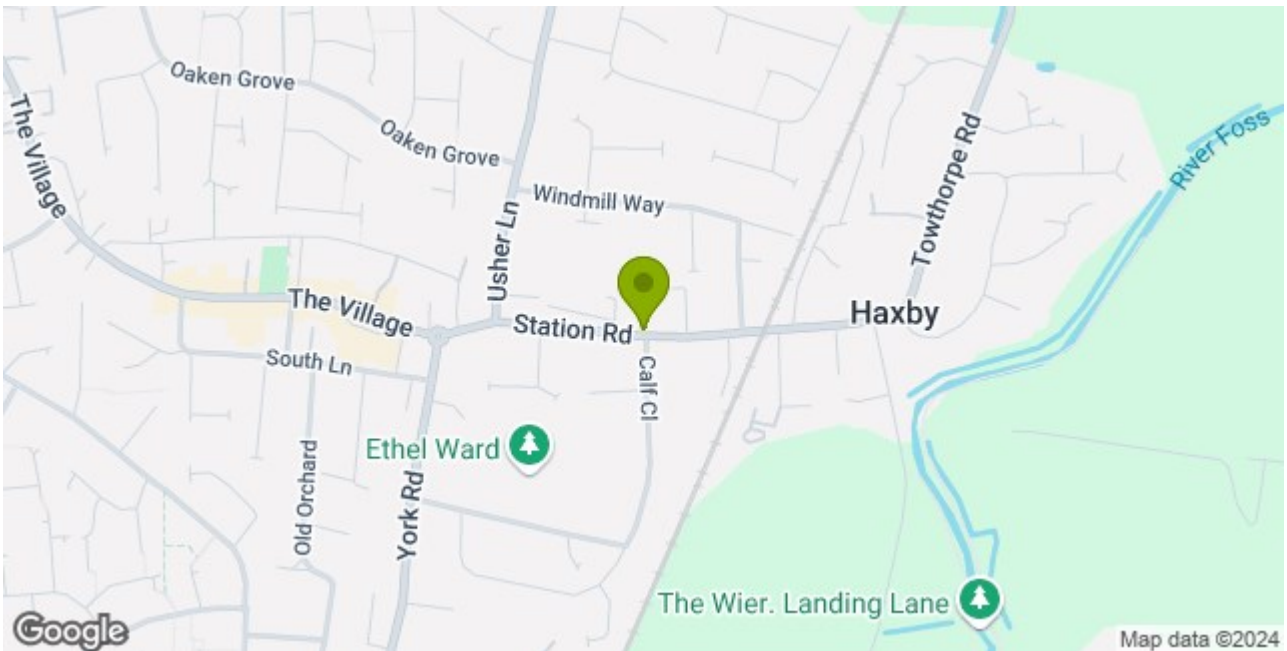 Oaken Grove
Oaken Grove
The Village
Usher Ln
Windmill Way
Towthorpe Rd
River Foss
The Village
Station Rd
Haxby
South Ln
Calf Cl
Ethel Ward
Old Orchard
York Rd
The Wier. Landing Lane
Google
Map data ©2024